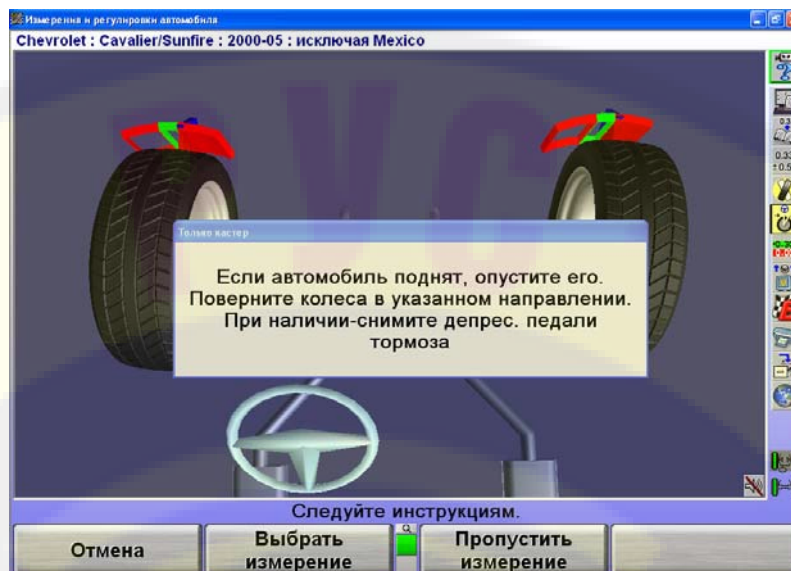 Измерения и регулировки автомобиля
Chevrolet : Cavalier/Sunfire : 2000-05 : исключая Mexico
РУС
Только кастер
Если автомобиль поднят, опустите его.
Поверните колеса в указанном направлении.
При наличии-снимите депрес. педали
тормоза
Следуйте инструкциям.
Отмена
Выбрать
измерение
Пропустить
измерение